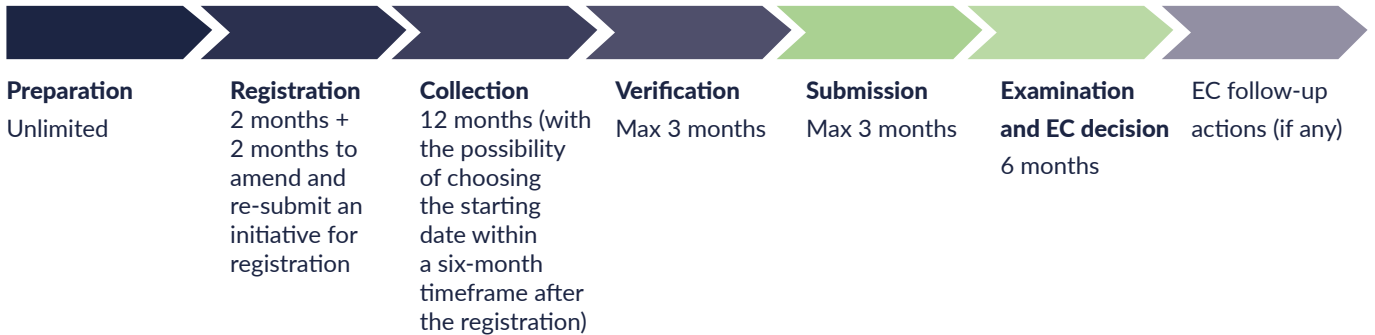 Preparation
Unlimited
Registration
2 months +
2 months to
amend and
re-submit an
initiative for
registration
Collection
12 months (with
the possibility
of choosing
the starting
date within
a six-month
timeframe after
the registration)
Verification
Max 3 months
Submission
Max 3 months
Examination
and EC decision
6 months
EC follow-up
actions (if any)